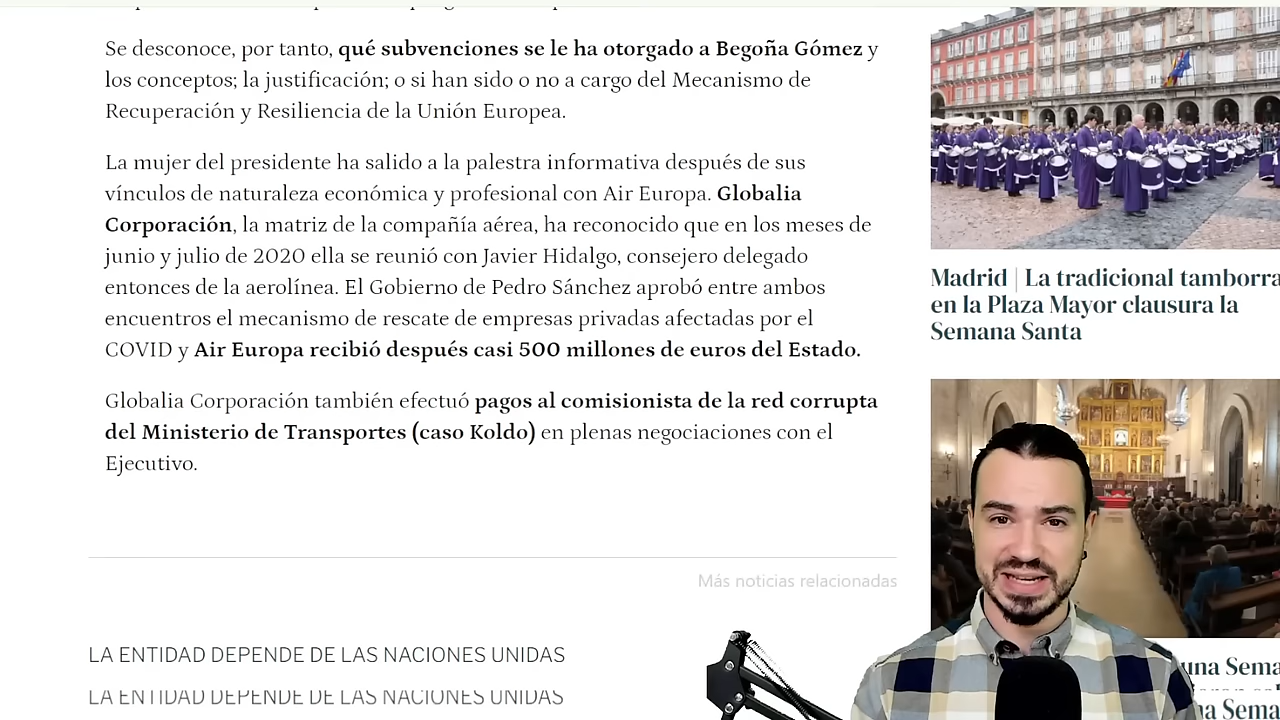 Se desconoce, por tanto, qué subvenciones se le ha otorgado a Begoña Gómez y
los conceptos; la justificación; o si han sido o no a cargo del Mecanismo de
Recuperación y Resiliencia de la Unión Europea.
La mujer del presidente ha salido a la palestra informativa después de sus
vínculos de naturaleza económica y profesional con Air Europa. Globalia
Corporación, la matriz de la compañía aérea, ha reconocido que en los meses de
junio y julio de 2020 ella se reunió con Javier Hidalgo, consejero delegado
entonces de la aerolínea. El Gobierno de Pedro Sánchez aprobó entre ambos
encuentros el mecanismo de rescate de empresas privadas afectadas por el
COVID y Air Europa recibió después casi 500 millones de euros del Estado.
Globalia Corporación también efectuó pagos al comisionista de la red corrupta
del Ministerio de Transportes (caso Koldo) en plenas negociaciones con el
Ejecutivo.
Más noticias relacionadas
LA ENTIDAD DEPENDE DE LAS NACIONES UNIDAS
LA ENTIDAD DEPENDE DE LAS NACIONES UNIDAS
Madrid | La tradicional tamborra
en la Plaza Mayor clausura la
Semana Santa
una Sema
na Sema